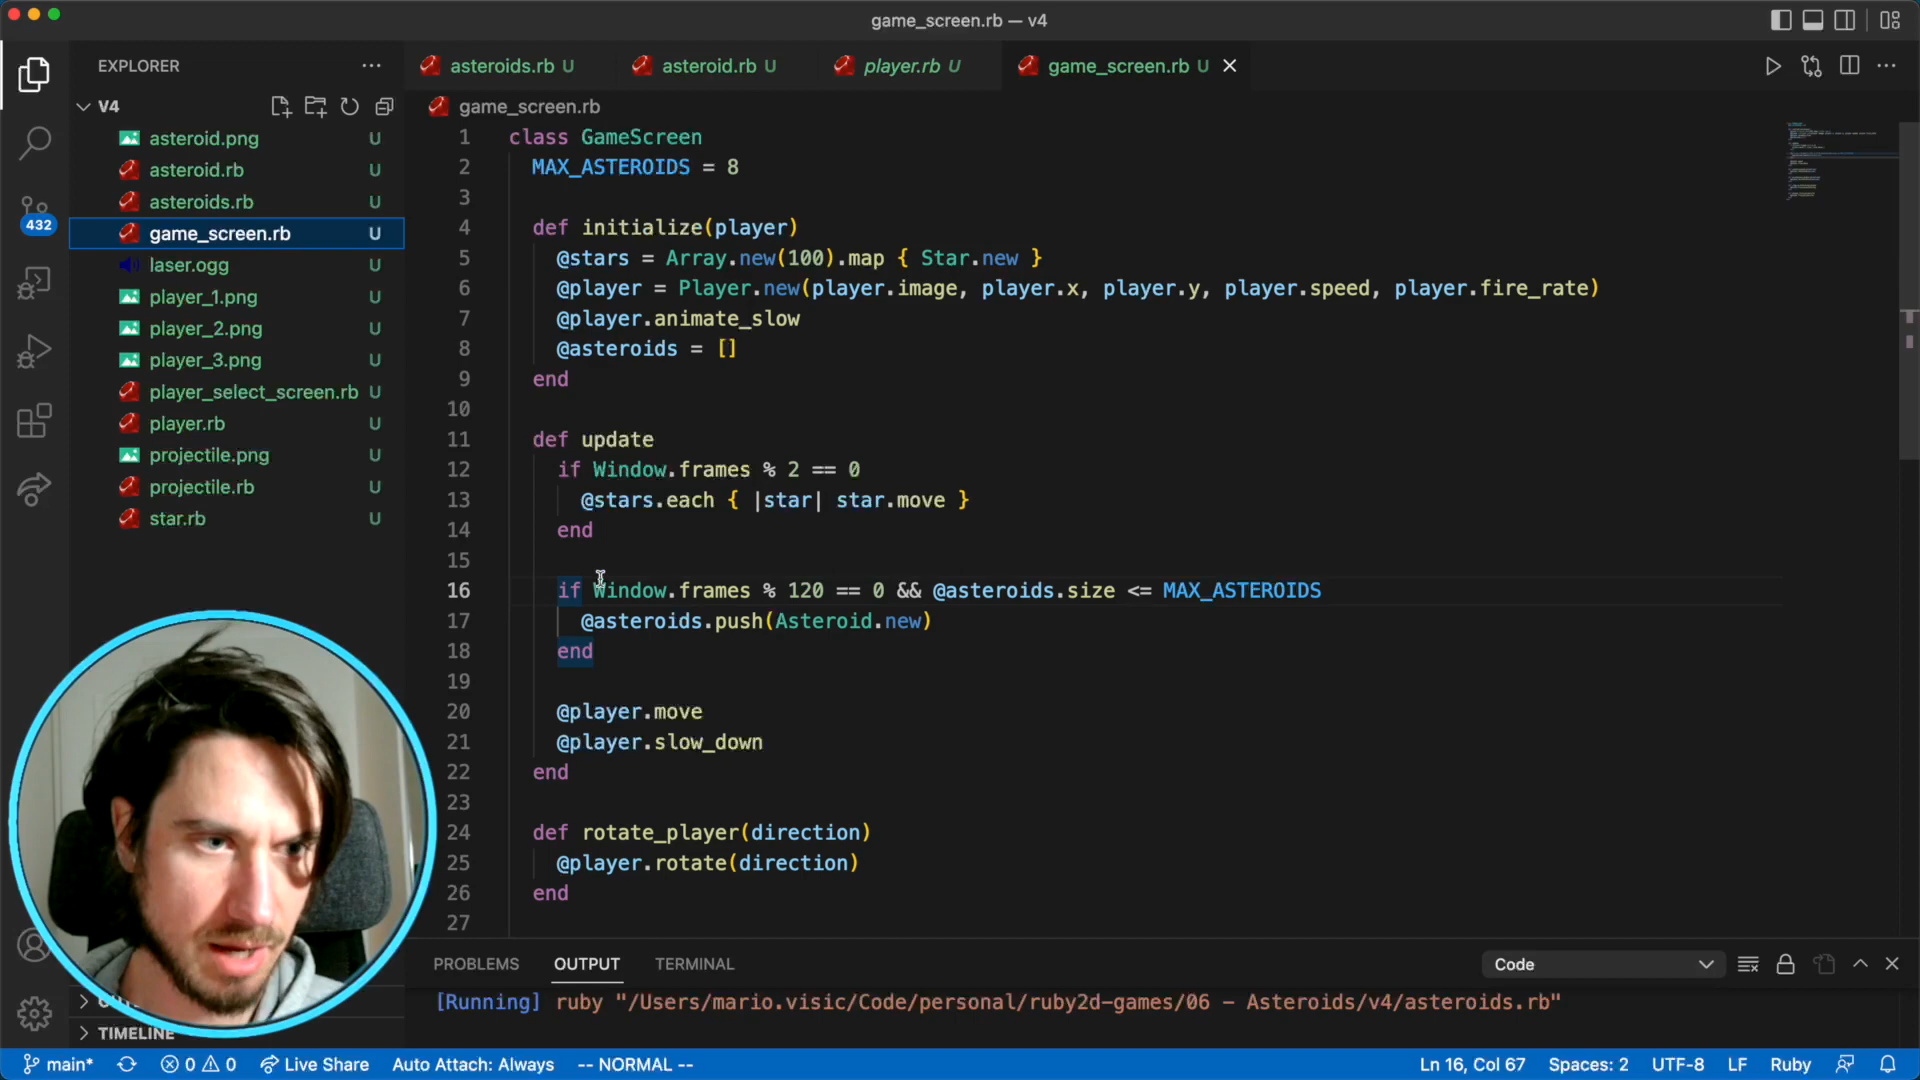 game_screen.rb — v4
EXPLORER
asteroids.rb U
asteroid.rb U
player.rb U
game_screen.rb U
V4
game_screen.rb
asteroid.png U
asteroid.rb U
asteroids.rb U
game_screen.rb U
laser.ogg U
player_1.png U
player_2.png U
player_3.png U
player_select_screen.rb U
player.rb U
projectile.png U
projectile.rb U
star.rb U
432
1 class GameScreen
2 MAX_ASTEROIDS = 8
3
4 def initialize(player)
5 @stars = Array.new(100).map { Star.new }
6 @player = Player.new(player.image, player.x, player.y, player.speed, player.fire_rate)
7 @player.animate_slow
8 @asteroids = []
9 end
10
11 def update
12 if Window.frames % 2 == 0
13 @stars.each { |star| star.move }
14 end
15
16 if Window.frames % 120 == 0 && @asteroids.size <= MAX_ASTEROIDS
17 @asteroids.push(Asteroid.new)
18 end
19
20 @player.move
21 @player.slow_down
22 end
23
24 def rotate_player(direction)
25 @player.rotate(direction)
26 end
27
TIMELINE
PROBLEMS OUTPUT TERMINAL Code
[Running] ruby "/Users/mario.visic/Code/personal/ruby2d-games/06 - Asteroids/v4/asteroids.rb"
main* 0 0 Live Share Auto Attach: Always -- NORMAL -- Ln 16, Col 67 Spaces: 2 UTF-8 LF Ruby